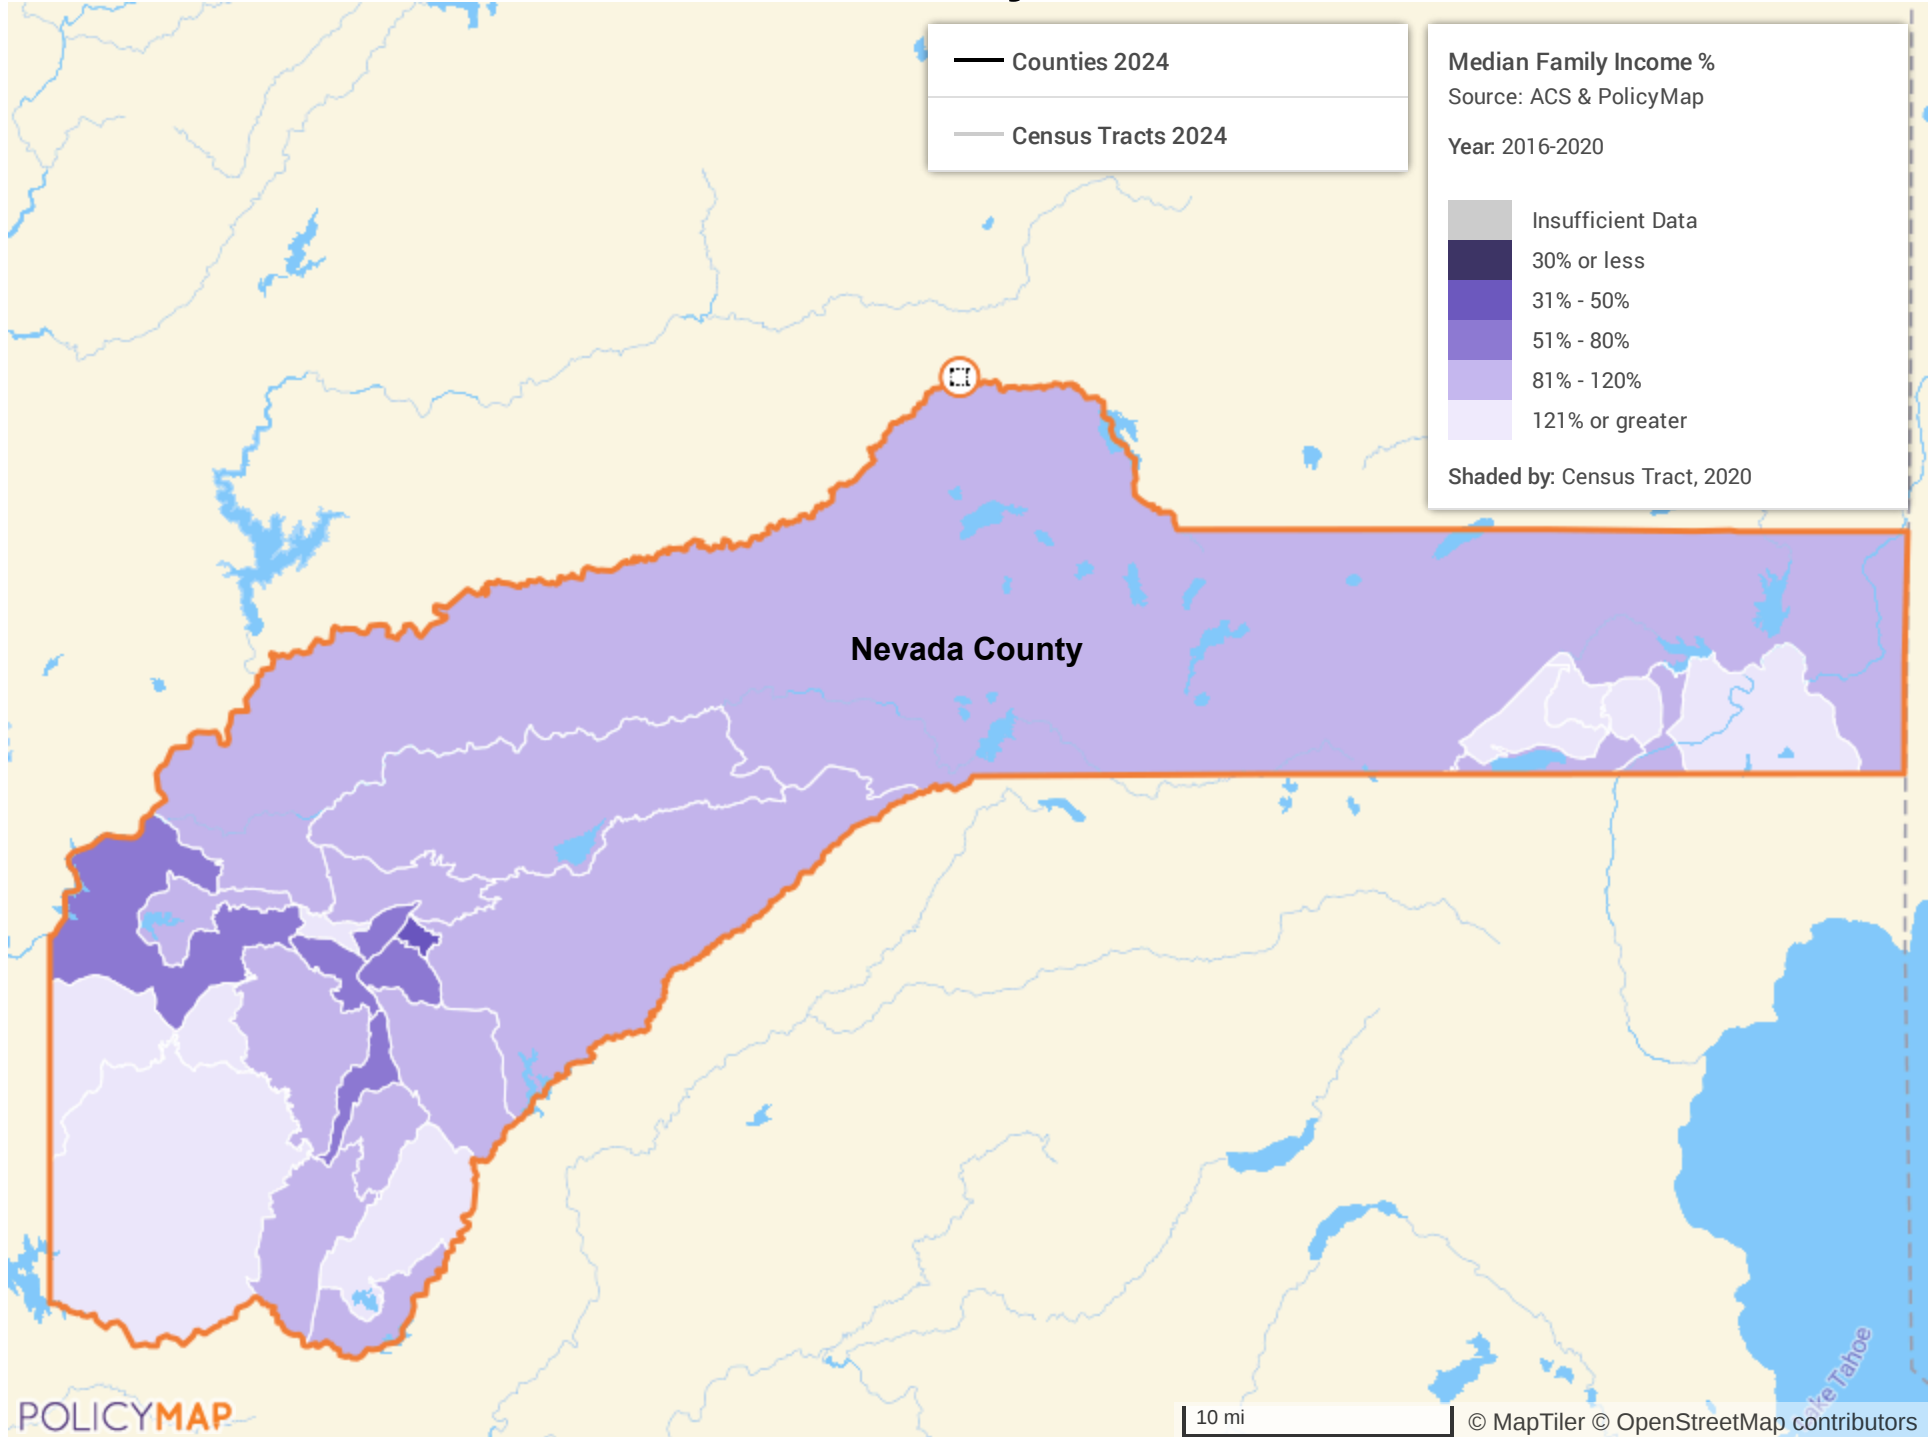 Counties 2024
Census Tracts 2024
Median Family Income %
Source: ACS & PolicyMap
Year: 2016-2020
Insufficient Data
30% or less
31% - 50%
51% - 80%
81% - 120%
121% or greater
Shaded by: Census Tract, 2020
Nevada County
Tahoe
POLICYMAP
10 mi
© MapTiler © OpenStreetMap contributors